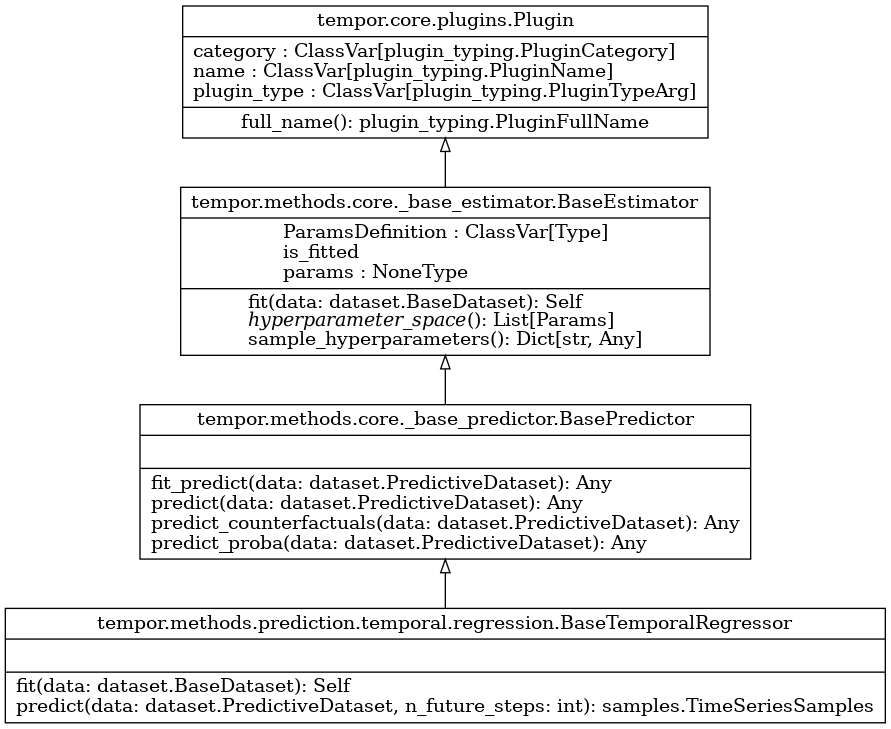 tempor.core.plugins.Plugin
category : ClassVar[plugin_typing.PluginCategory]
name : ClassVar[plugin_typing.PluginName]
plugin_type : ClassVar[plugin_typing.PluginTypeArg]
full_name(): plugin_typing.PluginFullName
tempor.methods.core._base_estimator.BaseEstimator
ParamsDefinition : ClassVar[Type]
is_fitted
params : NoneType
fit(data: dataset.BaseDataset): Self
hyperparameter_space(): List[Params]
sample_hyperparameters(): Dict[str, Any]
tempor.methods.core._base_predictor.BasePredictor
fit_predict(data: dataset.PredictiveDataset): Any
predict(data: dataset.PredictiveDataset): Any
predict_counterfactuals(data: dataset.PredictiveDataset): Any
predict_proba(data: dataset.PredictiveDataset): Any
tempor.methods.prediction.temporal.regression.BaseTemporalRegressor
fit(data: dataset.BaseDataset): Self
predict(data: dataset.PredictiveDataset, n_future_steps: int): samples.TimeSeriesSamples